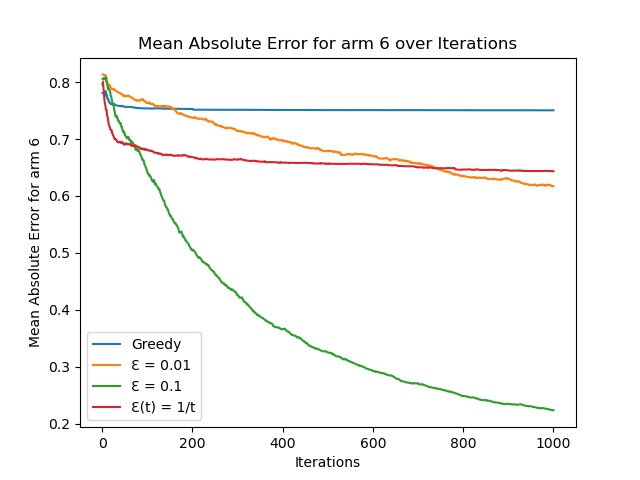 Mean Absolute Error for arm 6 over Iterations
Mean Absolute Error for arm 6
0.8
0.7
0.6
0.5
0.4
0.3
0.2
Greedy
Ɛ = 0.01
Ɛ = 0.1
Ɛ(t) = 1/t
0
200
400
600
800
1000
Iterations